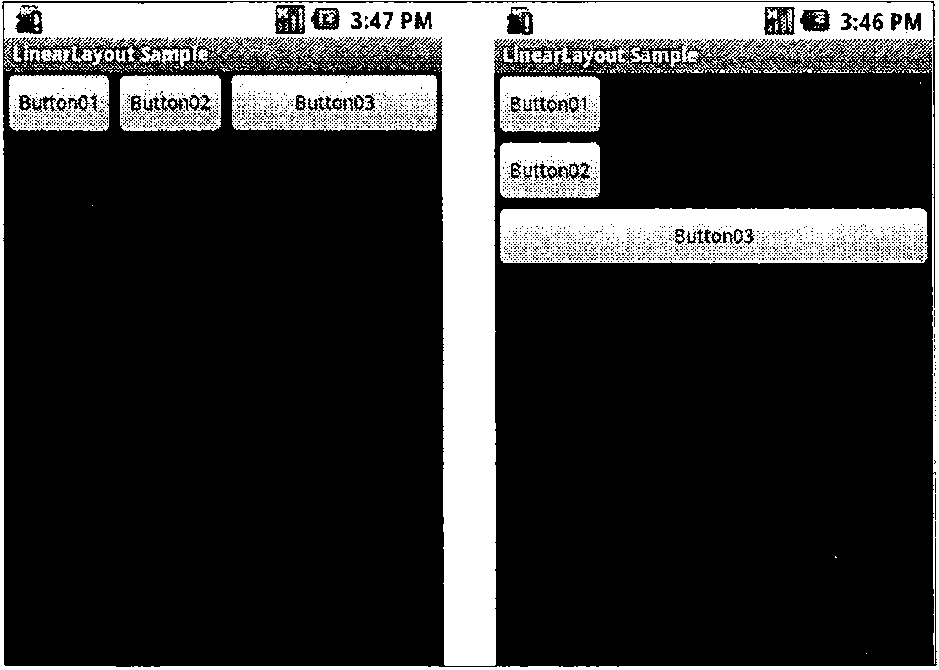 3:47 PM
LinearLayout Sample
Button01 Button02 Button03
3:46 PM
LinearLayout Sample
Button01
Button02
Button03